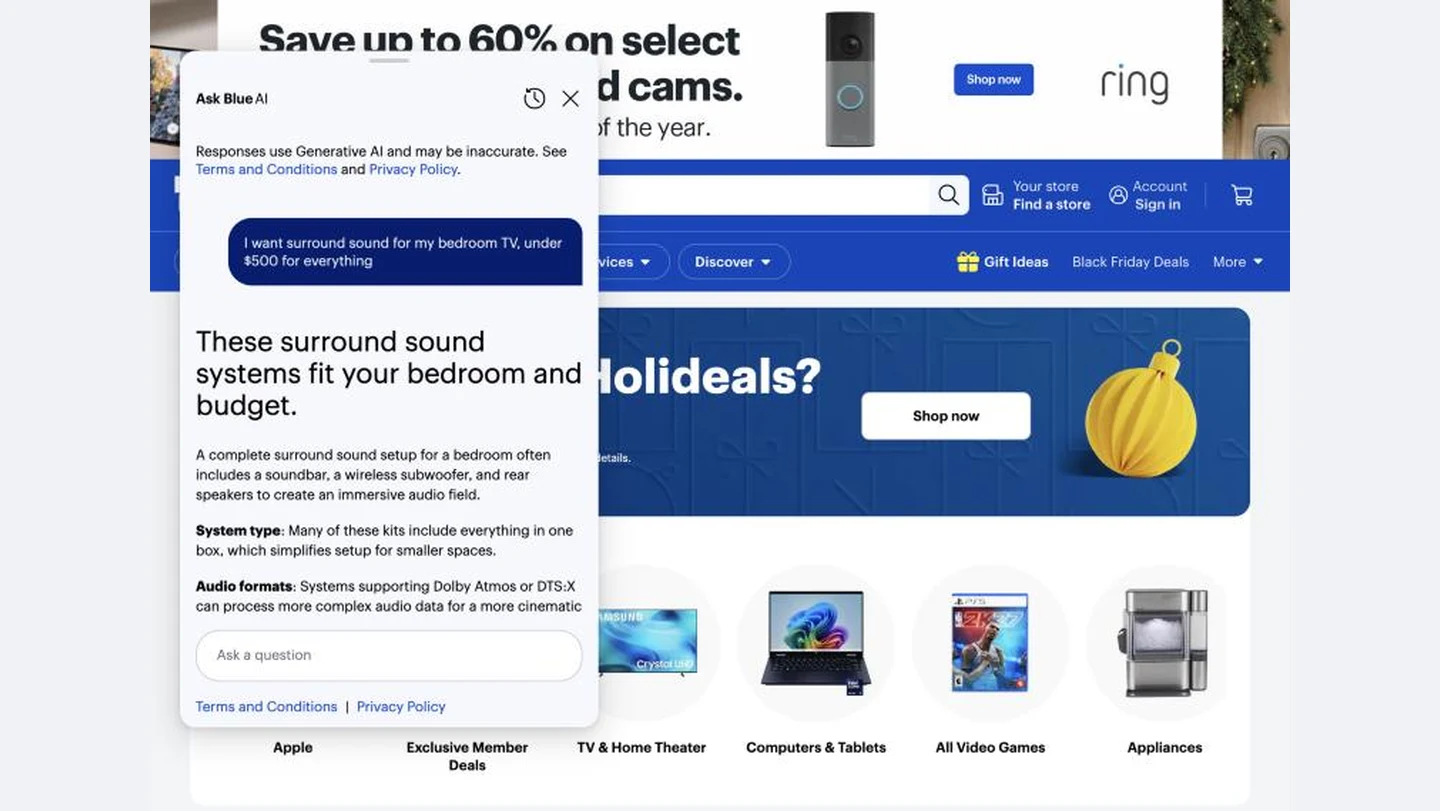 Save up to 60% on select
d cams.
of the year.
Shop now
ring
Ask Blue AI
Responses use Generative AI and may be inaccurate. See
Terms and Conditions and Privacy Policy.
Your store
Find a store
Account
Sign in
I want surround sound for my bedroom TV, under
$500 for everything
vices
Discover
Gift Ideas
Black Friday Deals
More
These surround sound
systems fit your bedroom and
budget.
Holideals?
Shop now
details.
A complete surround sound setup for a bedroom often
includes a soundbar, a wireless subwoofer, and rear
speakers to create an immersive audio field.
System type: Many of these kits include everything in one
box, which simplifies setup for smaller spaces.
Audio formats: Systems supporting Dolby Atmos or DTS:X
can process more complex audio data for a more cinematic
Ask a question
Terms and Conditions | Privacy Policy
SAMSUNG
Crystal UHD
PS5
2K27
Apple
Exclusive Member
Deals
TV & Home Theater
Computers & Tablets
All Video Games
Appliances